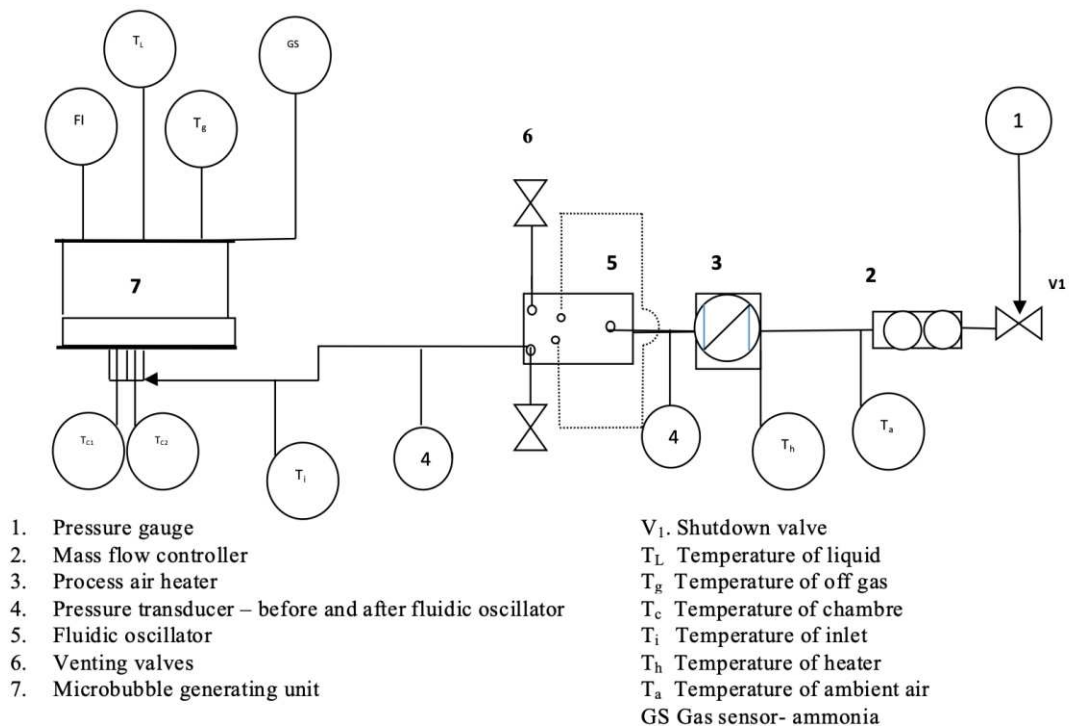 T_L
GS
FI
T_g
6
1
5
3
2
V1
7
T_C1
T_C2
T_i
4
4
T_h
T_a
1. Pressure gauge
2. Mass flow controller
3. Process air heater
4. Pressure transducer – before and after fluidic oscillator
5. Fluidic oscillator
6. Venting valves
7. Microbubble generating unit
V_1. Shutdown valve
T_L Temperature of liquid
T_g Temperature of off gas
T_c Temperature of chambre
T_i Temperature of inlet
T_h Temperature of heater
T_a Temperature of ambient air
GS Gas sensor- ammonia